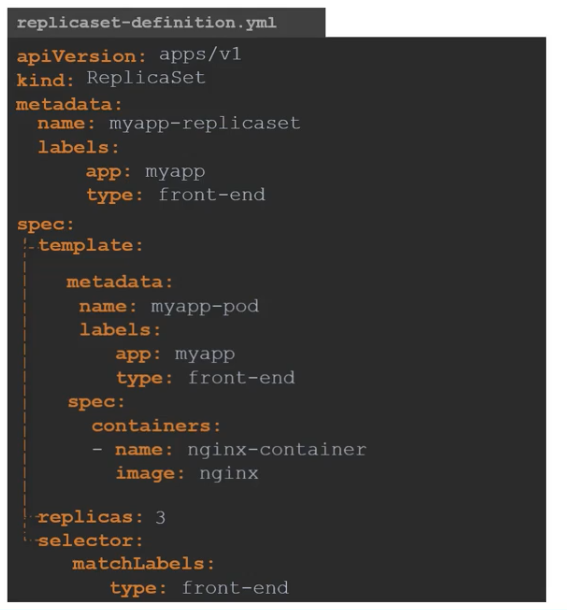 replicaset-definition.yml
apiVersion: apps/v1
kind: ReplicaSet
metadata:
  name: myapp-replicaset
  labels:
      app: myapp
      type: front-end
spec:
  template:
    metadata:
     name: myapp-pod
     labels:
        app: myapp
        type: front-end
    spec:
      containers:
      - name: nginx-container
        image: nginx
  replicas: 3
  selector:
     matchLabels:
        type: front-end